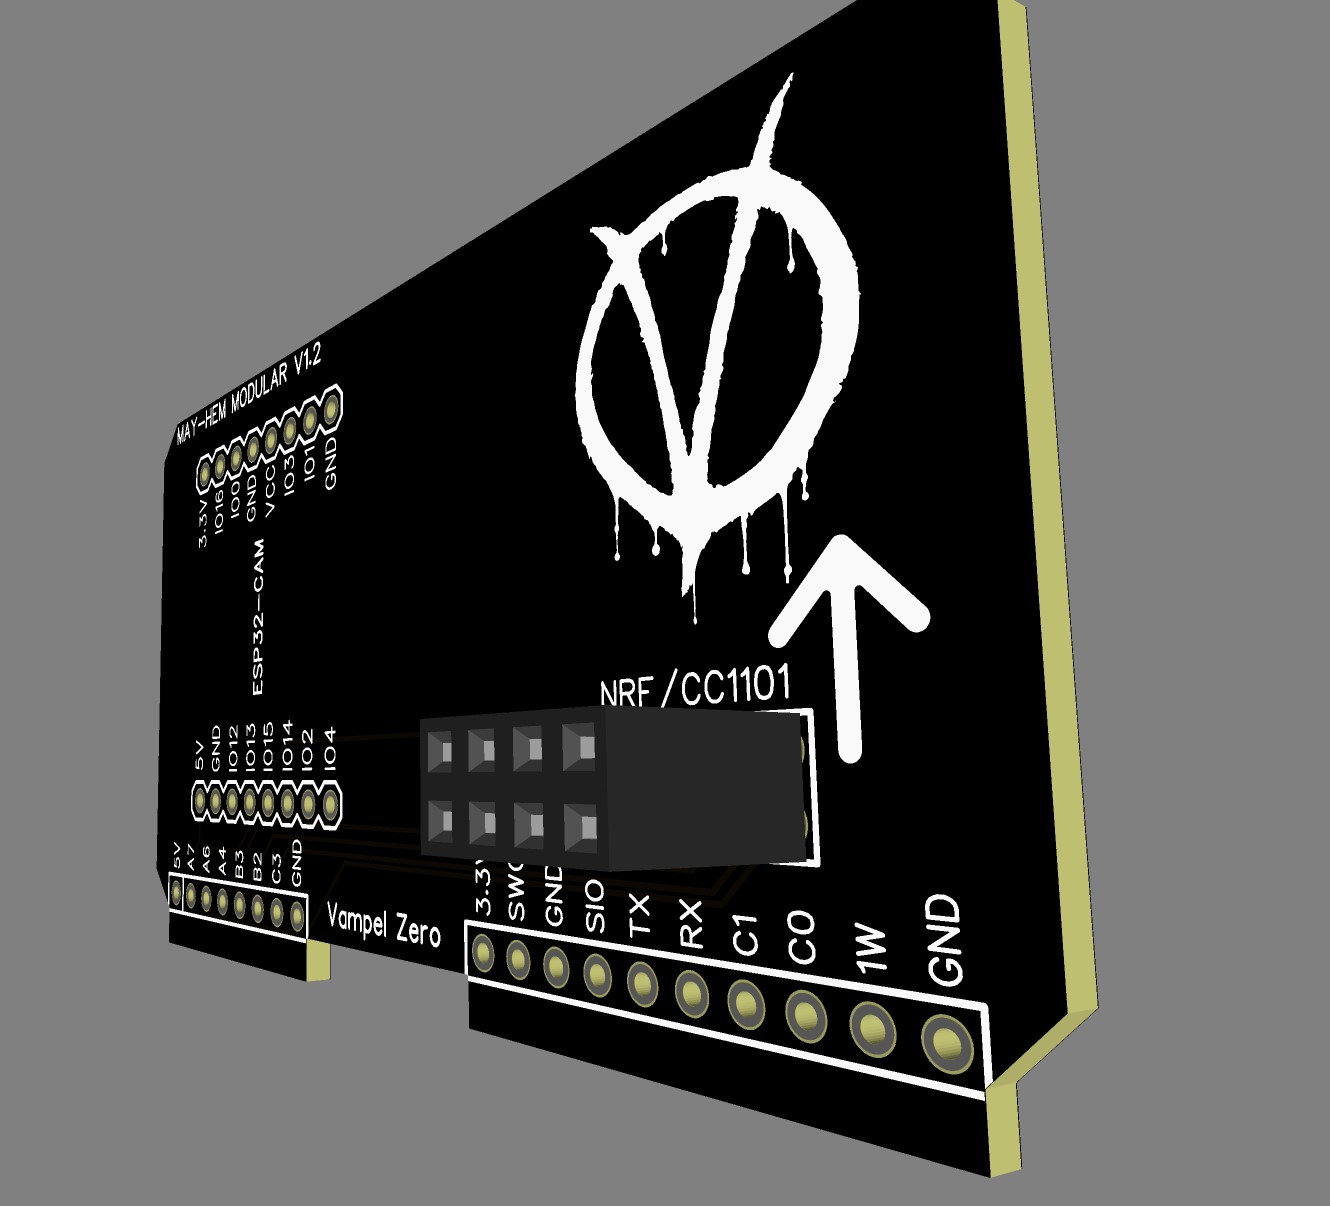 MAY-HEM MODULAR V1.2
3.3V
IO16
IO0
GND
VCC
IO3
IO1
GND
ESP32-CAM
NRF/CC1101
5V
GND
IO12
IO13
IO15
IO14
IO2
IO4
5V
A7
A6
A4
B3
B2
C3
GND
Vampel Zero
3.3V
SWC
GND
SIO
TX
RX
C1
C0
1W
GND